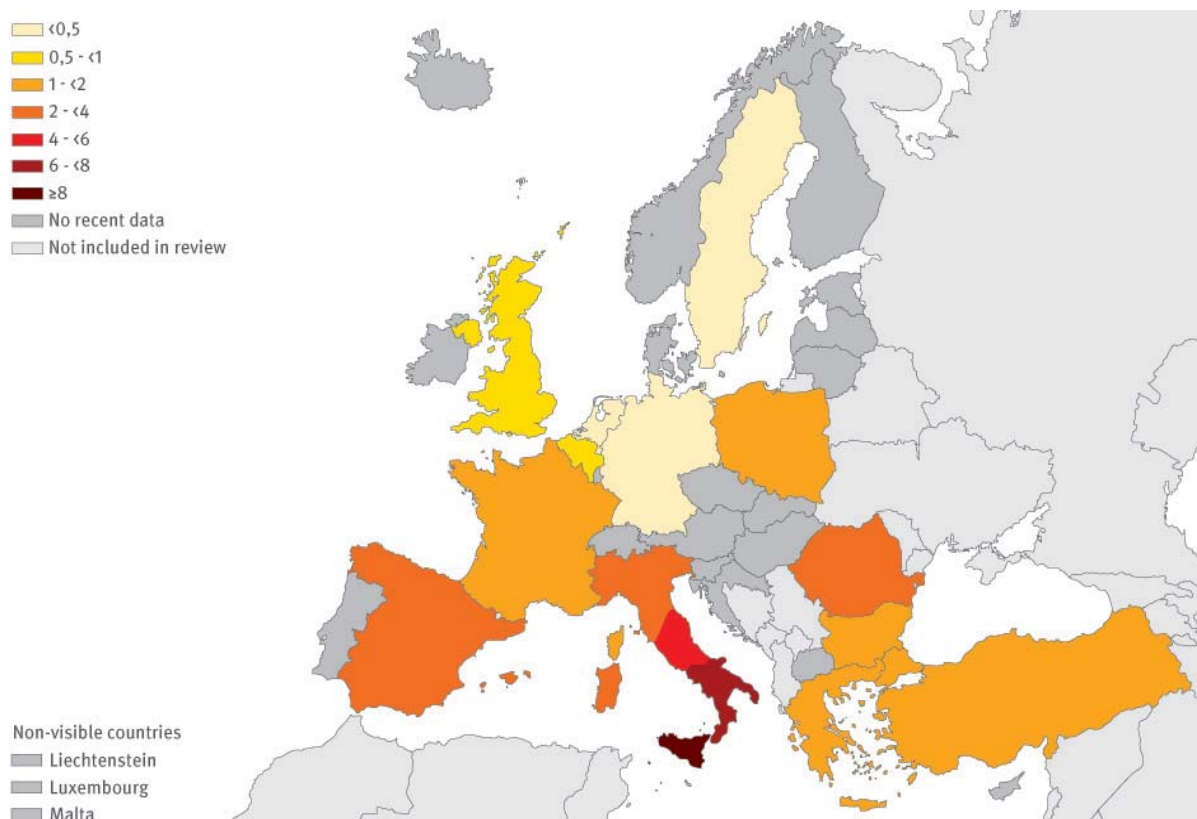 <0,5
0,5 - <1
1 - <2
2 - <4
4 - <6
6 - <8
≥8
No recent data
Not included in review
Non-visible countries
Liechtenstein
Luxembourg
Malta